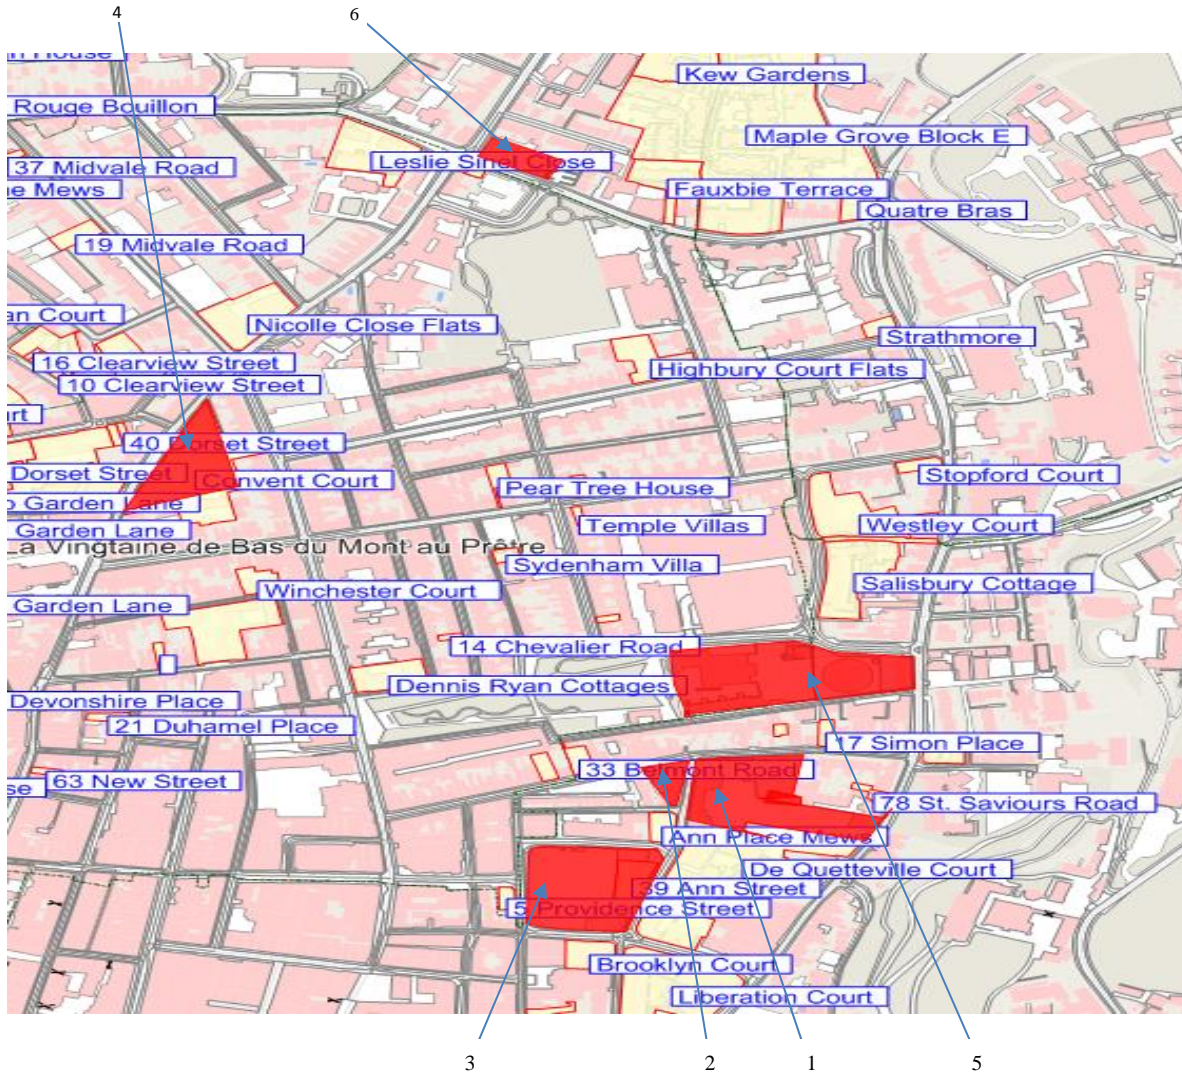 4
6
House
Kew Gardens
Rouge Bouillon
Maple Grove Block E
37 Midvale Road
Leslie Sinel Close
Mews
Fauxbie Terrace
Quatre Bras
19 Midvale Road
Court
Nicolle Close Flats
Strathmore
16 Clearview Street
Highbury Court Flats
10 Clearview Street
40 Dorset Street
Dorset Street
Convent Court
Stopford Court
Pear Tree House
Garden Lane
Garden Lane
Temple Villas
Westley Court
La Vingtaine de Bas du Mont au Prêtre
Sydenham Villa
Salisbury Cottage
Winchester Court
Garden Lane
14 Chevalier Road
Dennis Ryan Cottages
Devonshire Place
21 Duhamel Place
17 Simon Place
33 Belmont Road
63 New Street
78 St. Saviours Road
Ann Place Mews
De Quetteville Court
39 Ann Street
5 Providence Street
Brooklyn Court
Liberation Court
3
2
1
5